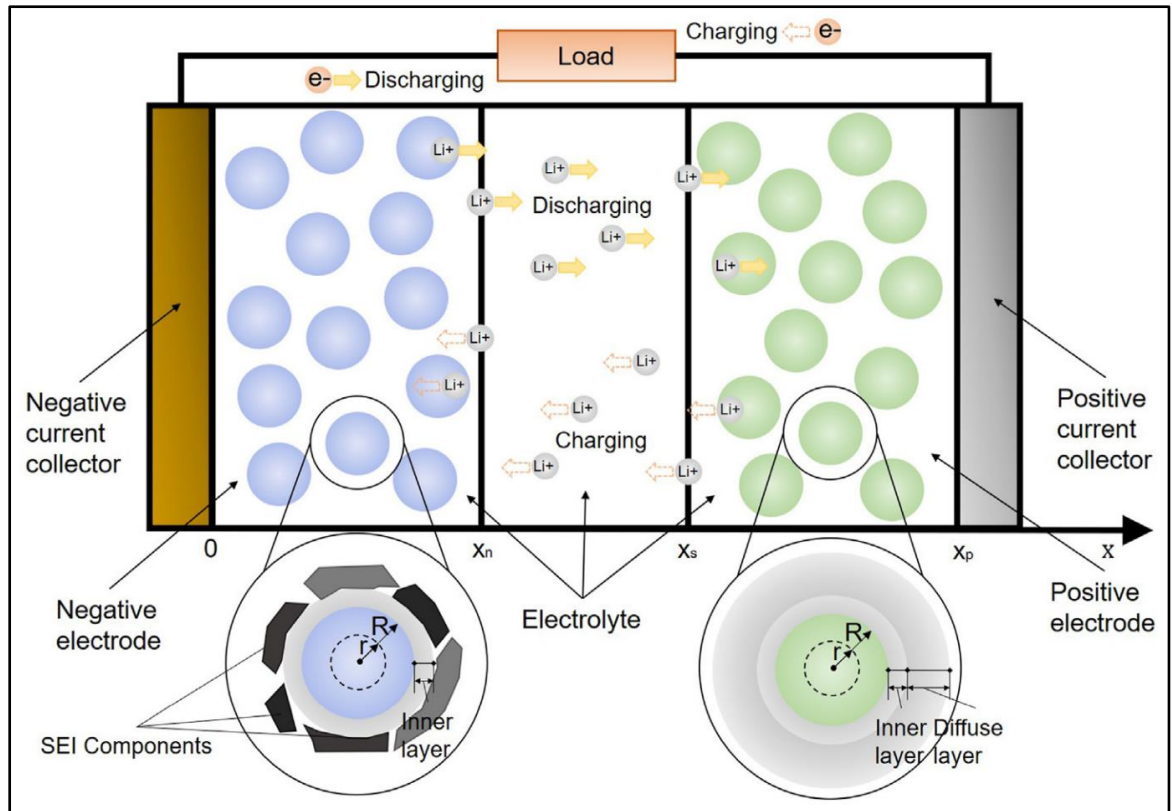 Charging e-
Load
e- Discharging
Li+
Li+
Li+
Li+
Discharging
Li+
Li+
Li+
Li+
Li+
Li+
Li+
Li+
Li+
Charging
Li+
Li+
Negative
current
collector
Positive
current
collector
0
xn
xs
xp
x
Negative
electrode
Electrolyte
Positive
electrode
R
r
Inner
layer
SEI Components
R
r
Inner Diffuse
layer layer